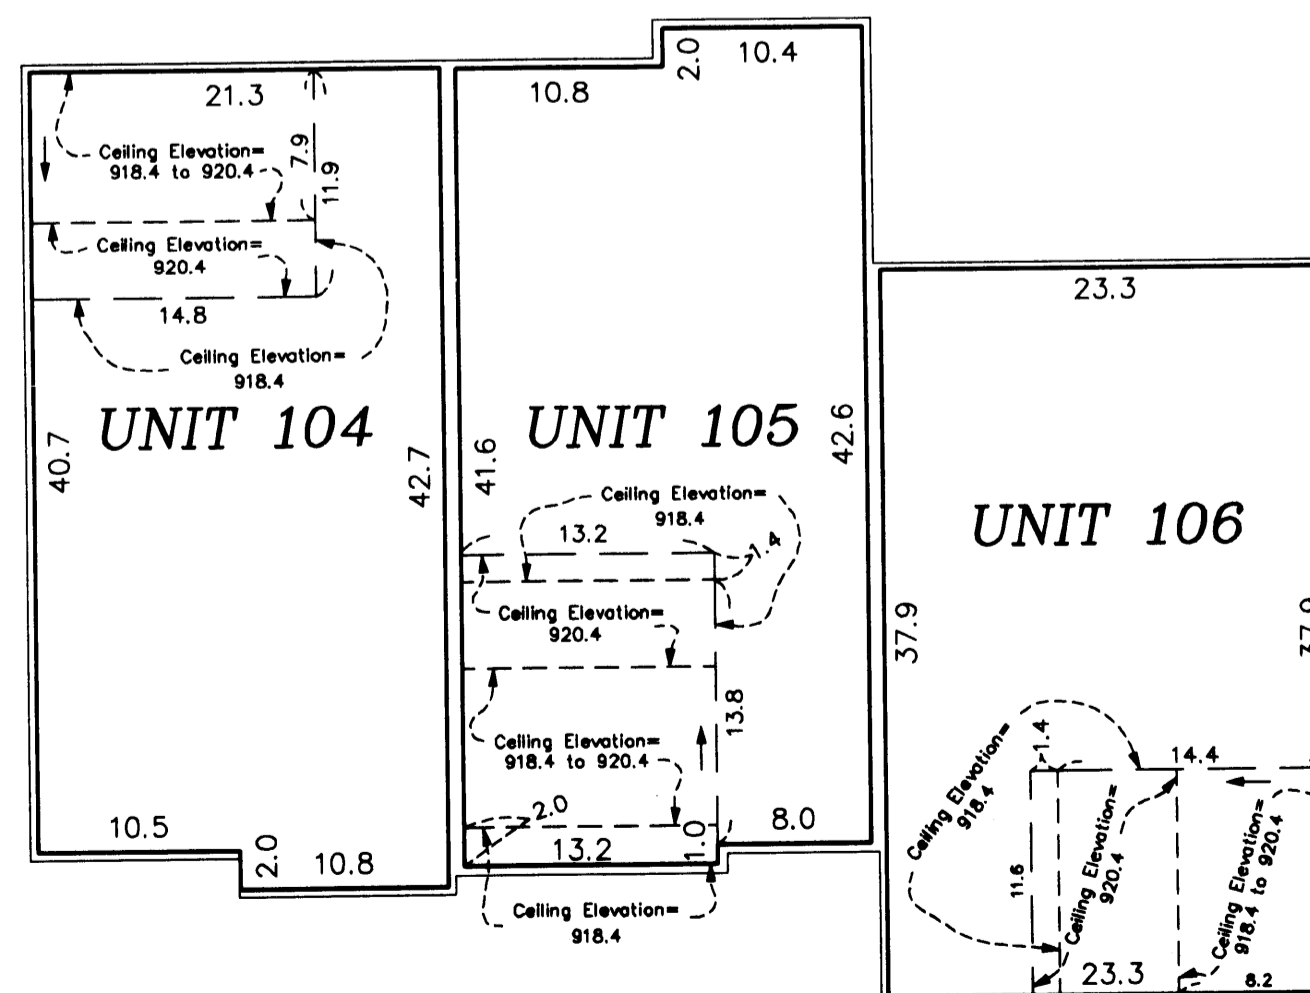 21.3
Ceiling Elevation=
918.4 to 920.4
7.9
11.9
Ceiling Elevation=
920.4
14.8
Ceiling Elevation=
918.4
UNIT 104
40.7
42.7
10.5
2.0
10.8
10.8
2.0
10.4
UNIT 105
41.6
42.6
Ceiling Elevation=
918.4
13.2
1.4
Ceiling Elevation=
920.4
13.8
Ceiling Elevation=
918.4 to 920.4
2.0
13.2
1.0
8.0
Ceiling Elevation=
918.4
23.3
UNIT 106
37.9
37.9
1.4
14.4
Ceiling Elevation=
918.4
Ceiling Elevation=
920.4
Ceiling Elevation=
918.4 to 920.4
11.6
23.3
8.2